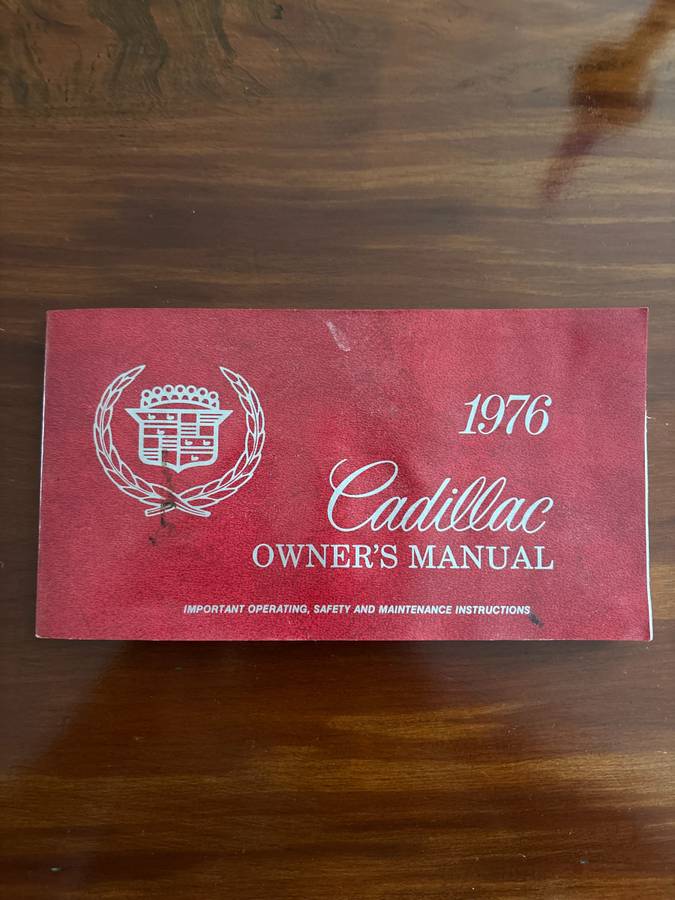 1976
Cadillac
OWNER'S MANUAL
IMPORTANT OPERATING, SAFETY AND MAINTENANCE INSTRUCTIONS